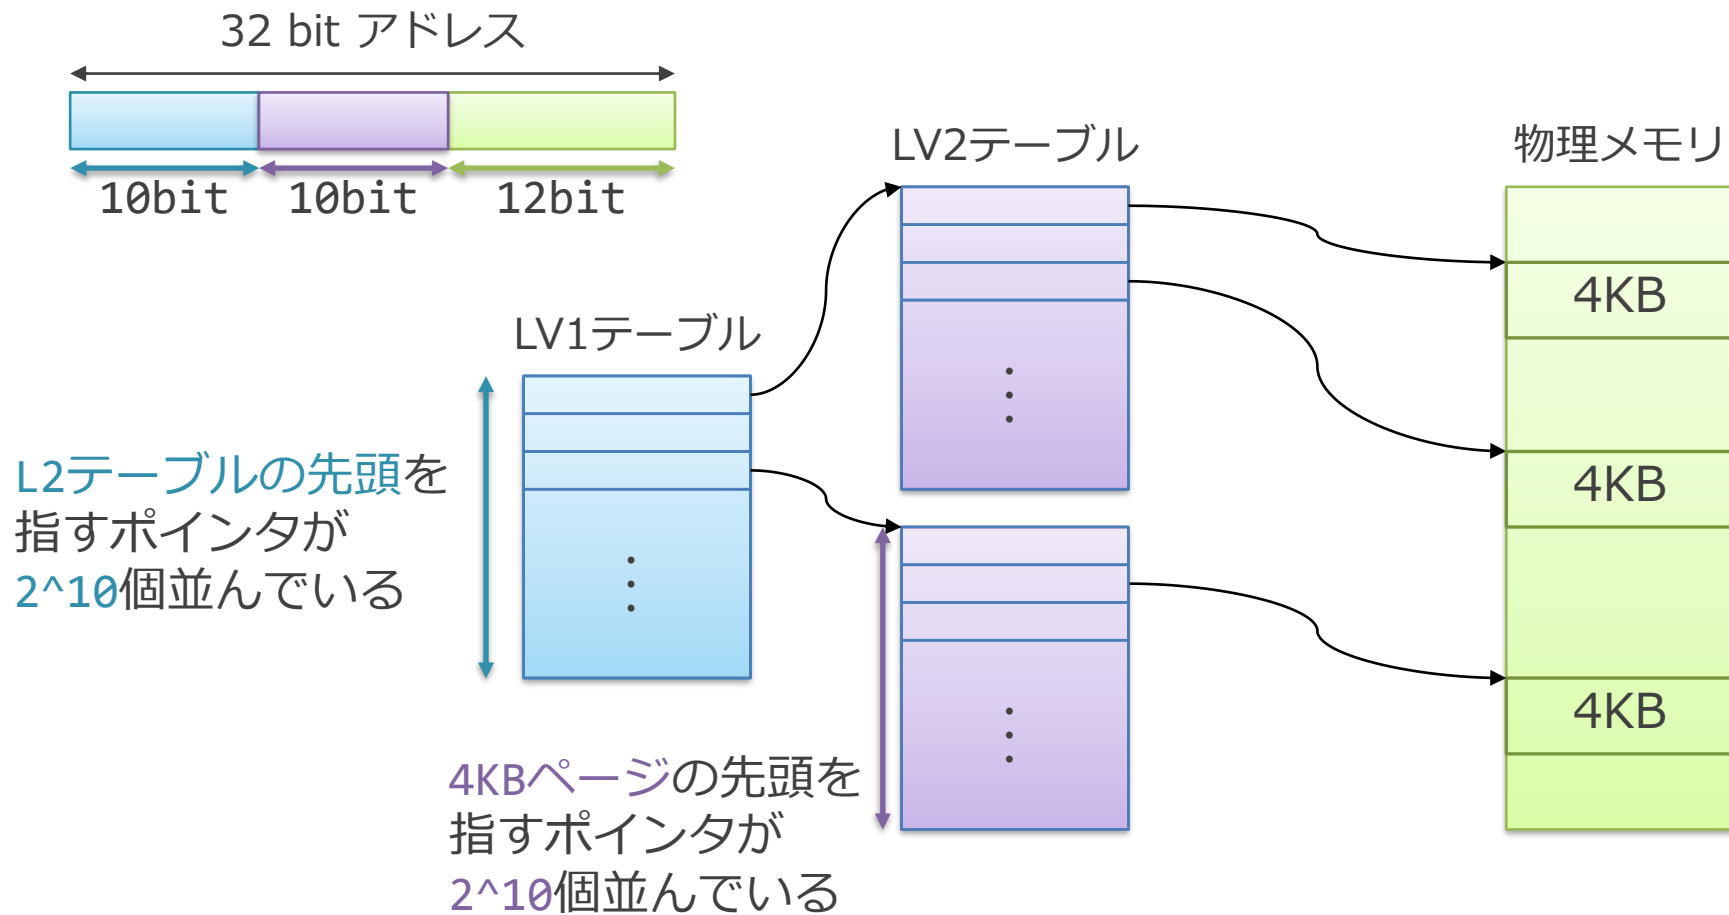 32 bit アドレス
10bit
10bit
12bit
LV2テーブル
物理メモリ
4KB
LV1テーブル
4KB
L2テーブルの先頭を
指すポインタが
2^10個並んでいる
4KB
4KBページの先頭を
指すポインタが
2^10個並んでいる